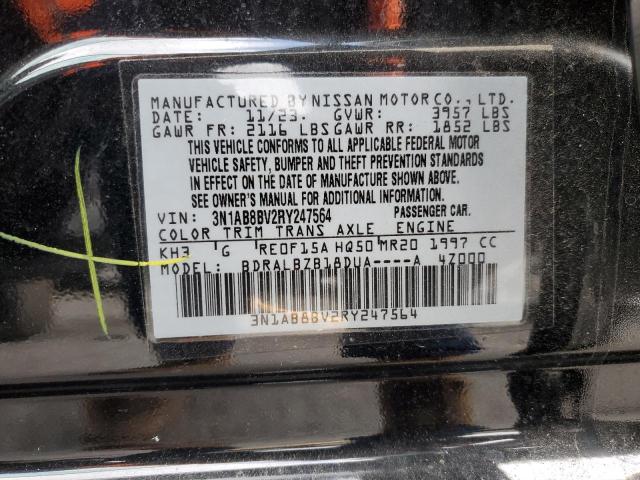 MANUFACTURED BY NISSAN MOTOR CO., LTD.
DATE: 11/23. GVWR: 3957 LBS
GAWR FR: 2116 LBS GAWR RR: 1852 LBS
THIS VEHICLE CONFORMS TO ALL APPLICABLE FEDERAL MOTOR
VEHICLE SAFETY, BUMPER AND THEFT PREVENTION STANDARDS
IN EFFECT ON THE DATE OF MANUFACTURE SHOWN ABOVE.
SEE OWNER'S MANUAL FOR ADDITIONAL INFORMATION
VIN: 3N1AB8BV2RY247564 PASSENGER CAR.
COLOR TRIM TRANS AXLE ENGINE
KH3 G RE0F15A HQ50 MR20 1997 CC
MODEL: BDRALBZB18DUA----A 4Z000
3N1AB8BV2RY247564